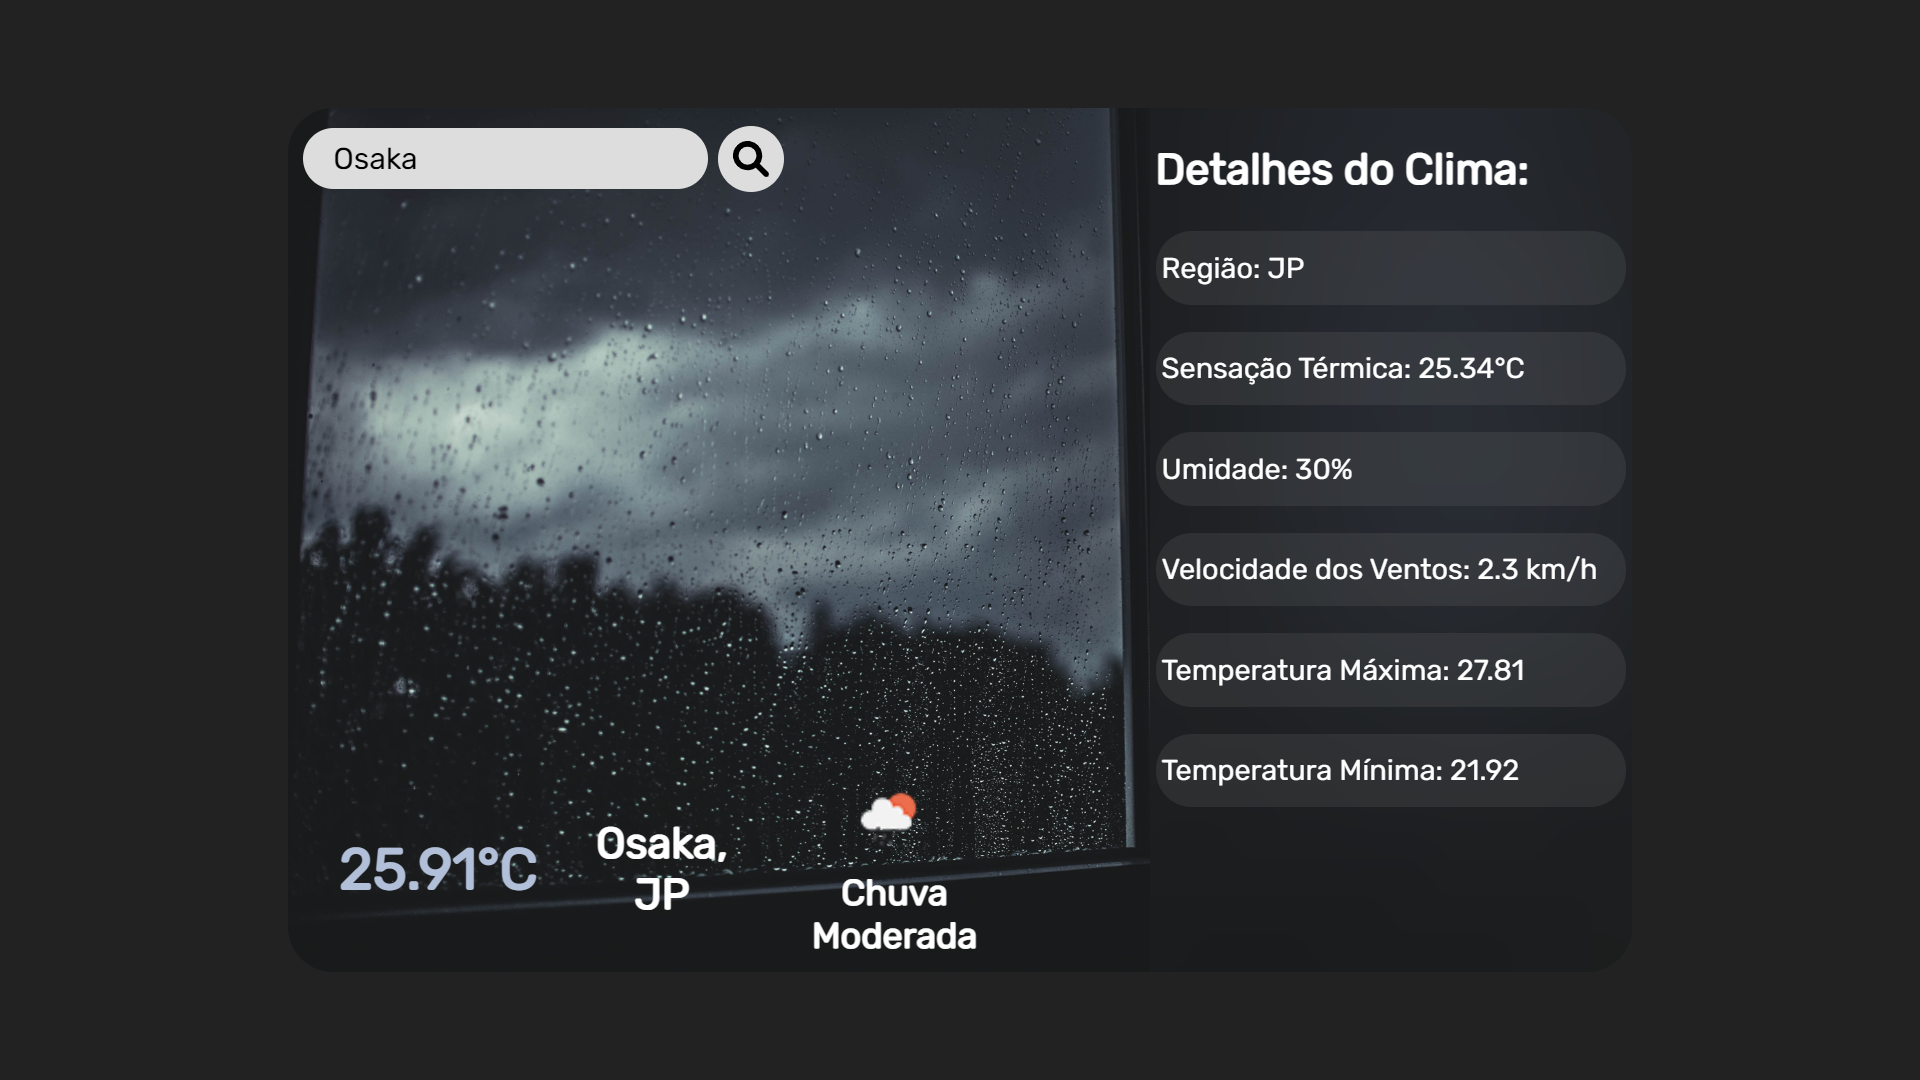 Osaka
25.91°C
Osaka,
JP
Chuva
Moderada
Detalhes do Clima:
Região: JP
Sensação Térmica: 25.34°C
Umidade: 30%
Velocidade dos Ventos: 2.3 km/h
Temperatura Máxima: 27.81
Temperatura Mínima: 21.92